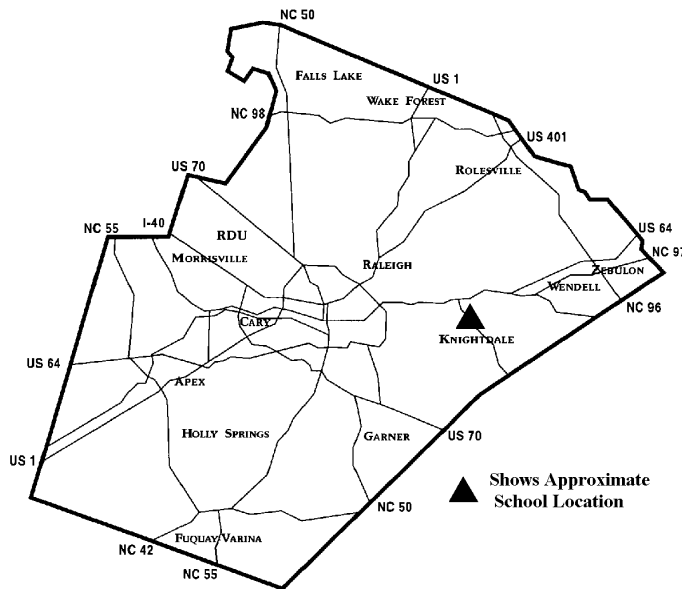 NC 50
FALLS LAKE
US 1
WAKE FOREST
NC 98
US 401
US 70
ROLESVILLE
NC 55
I-40
RDU
MORRISVILLE
US 64
NC 97
RALEIGH
ZEBULON
WENDELL
NC 96
CARY
KNIGHTDALE
US 64
APEX
HOLLY SPRINGS
GARNER
US 70
US 1
Shows Approximate
School Location
NC 50
NC 42
FUQUAY VARINA
NC 55